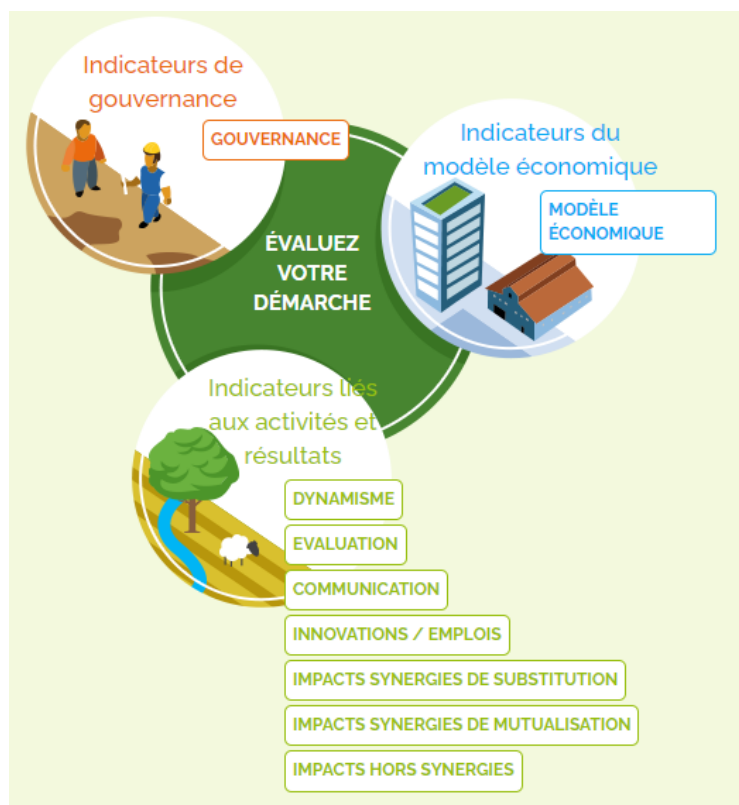 Indicateurs de
gouvernance
GOUVERNANCE
Indicateurs du
modèle économique
MODÈLE
ÉCONOMIQUE
ÉVALUEZ
VOTRE
DÉMARCHE
Indicateurs liés
aux activités et
résultats
DYNAMISME
EVALUATION
COMMUNICATION
INNOVATIONS / EMPLOIS
IMPACTS SYNERGIES DE SUBSTITUTION
IMPACTS SYNERGIES DE MUTUALISATION
IMPACTS HORS SYNERGIES